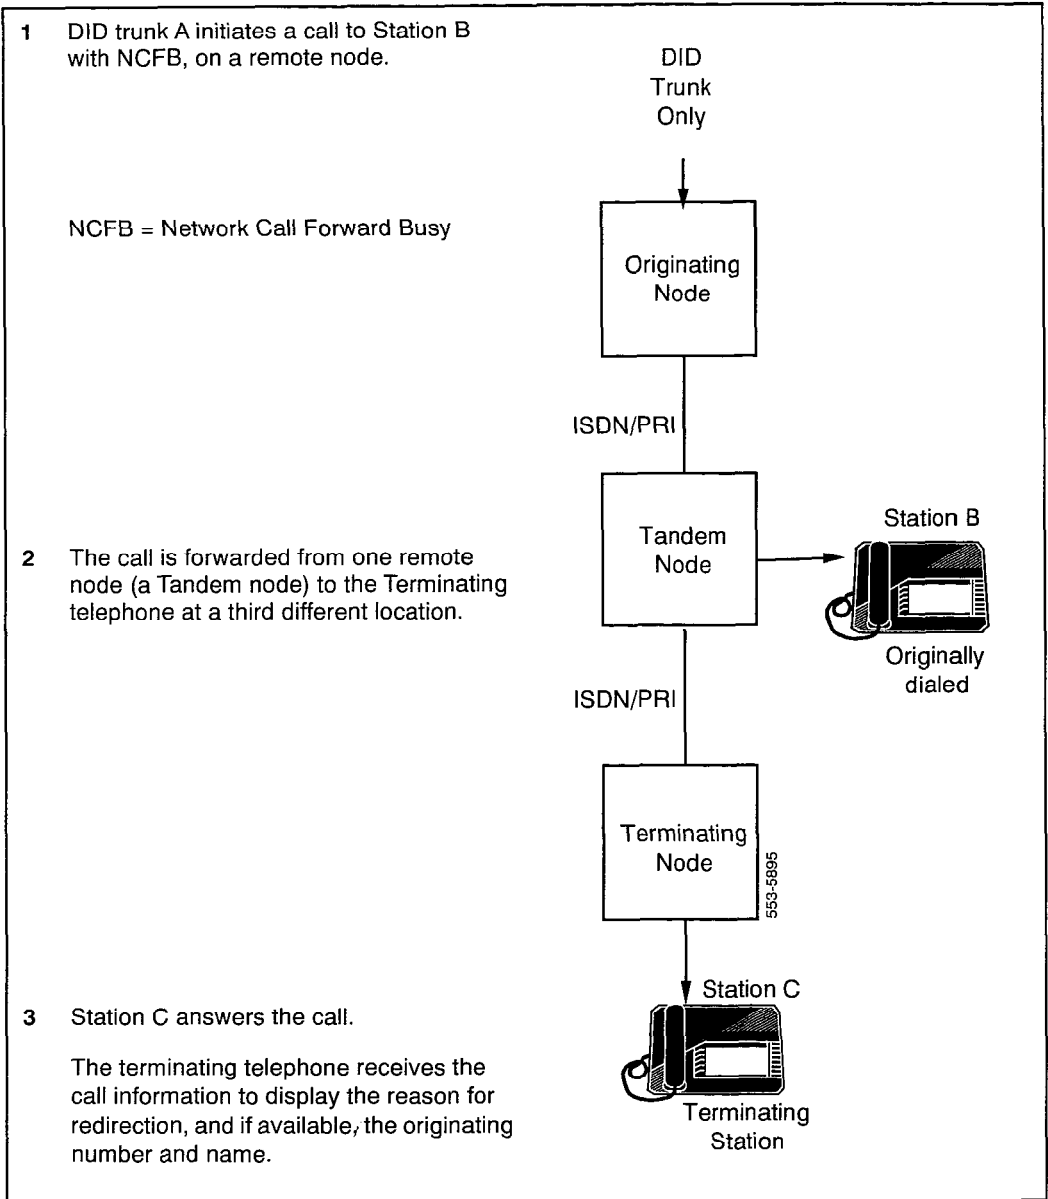 1 DID trunk A initiates a call to Station B
with NCFB, on a remote node.
DID
Trunk
Only
NCFB = Network Call Forward Busy
Originating
Node
ISDN/PRI
Tandem
Node
Station B
2 The call is forwarded from one remote
node (a Tandem node) to the Terminating
telephone at a third different location.
Originally
dialed
ISDN/PRI
Terminating
Node
553-5895
Station C
3 Station C answers the call.
The terminating telephone receives the
call information to display the reason for
redirection, and if available, the originating
number and name.
Terminating
Station